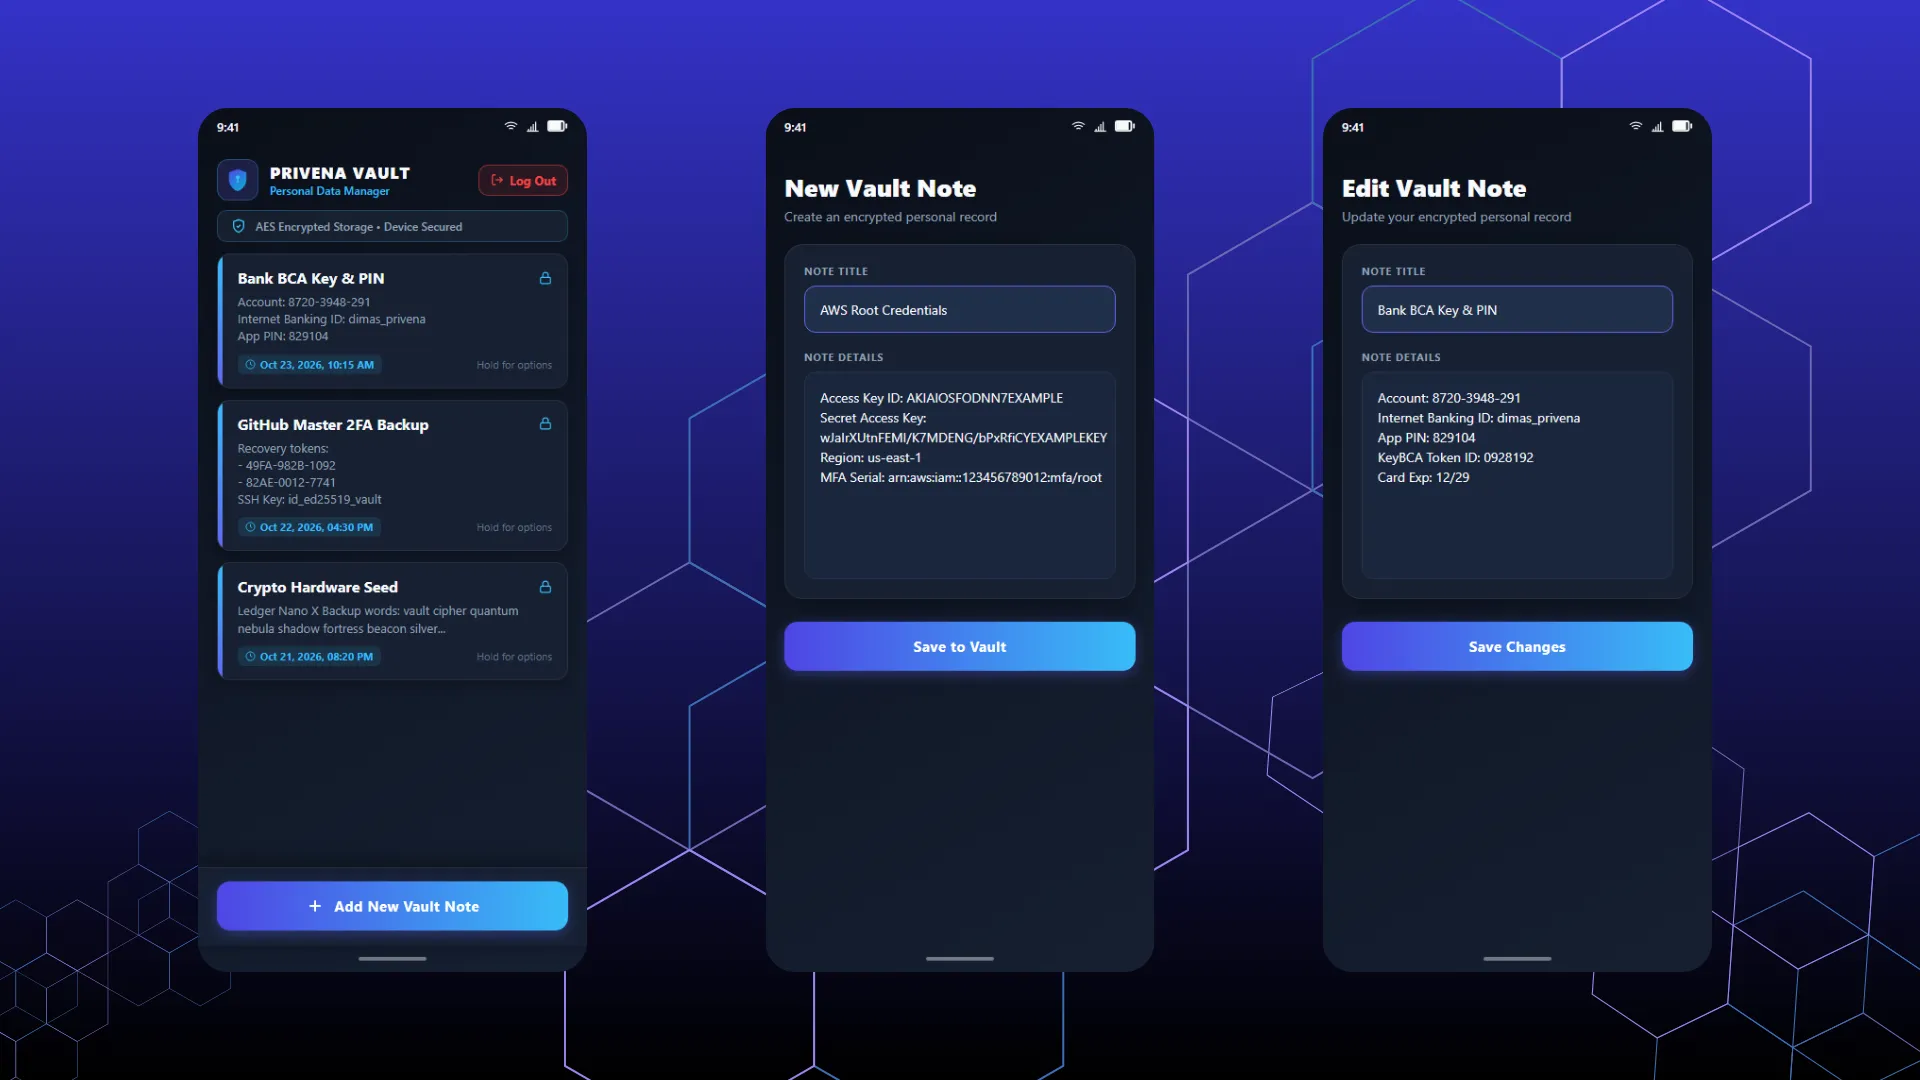 9:41
PRIVENA VAULT
Personal Data Manager
Log Out
AES Encrypted Storage • Device Secured
Bank BCA Key & PIN
Account: 8720-3948-291
Internet Banking ID: dimas_privena
App PIN: 829104
Oct 23, 2026, 10:15 AM
Hold for options
GitHub Master 2FA Backup
Recovery tokens:
- 49FA-982B-1092
- 82AE-0012-7741
SSH Key: id_ed25519_vault
Oct 22, 2026, 04:30 PM
Hold for options
Crypto Hardware Seed
Ledger Nano X Backup words: vault cipher quantum
nebula shadow fortress beacon silver...
Oct 21, 2026, 08:20 PM
Hold for options
+ Add New Vault Note
9:41
New Vault Note
Create an encrypted personal record
NOTE TITLE
AWS Root Credentials
NOTE DETAILS
Access Key ID: AKIAIOSFODNN7EXAMPLE
Secret Access Key:
wJalrXUtnFEMI/K7MDENG/bPxRfiCYEXAMPLEKEY
Region: us-east-1
MFA Serial: arn:aws:iam::123456789012:mfa/root
Save to Vault
9:41
Edit Vault Note
Update your encrypted personal record
NOTE TITLE
Bank BCA Key & PIN
NOTE DETAILS
Account: 8720-3948-291
Internet Banking ID: dimas_privena
App PIN: 829104
KeyBCA Token ID: 0928192
Card Exp: 12/29
Save Changes